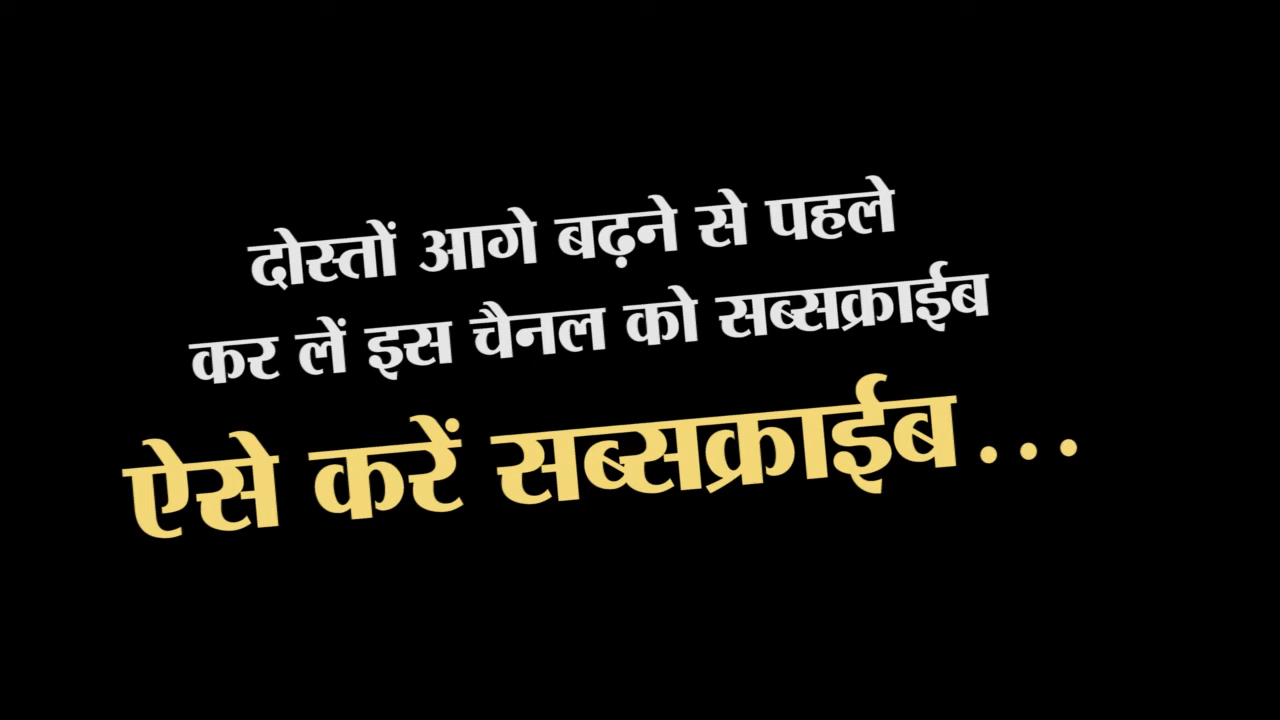 दोस्तों आगे बढ़ने से पहले
कर लें इस चैनल को सब्सक्राईब
ऐसे करें सब्सक्राईब...